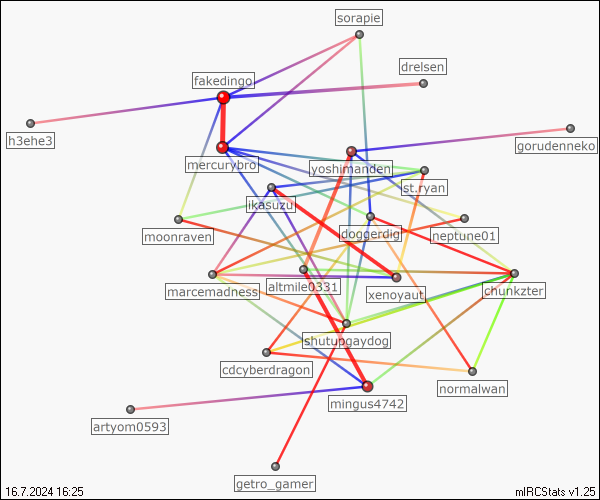 sorapie
drelsen
fakedingo
h3ehe3
gorudenneko
mercurybro
yoshimanden
st.ryan
ikasuzu
moonraven
doggerdig
neptune01
marcemadness
altmile0331
xenoyaut
chunkzter
shutupgaydog
cdcyberdragon
normalwan
mingus4742
artyom0593
getro_gamer
16.7.2024 16:25
mIRCStats v1.25